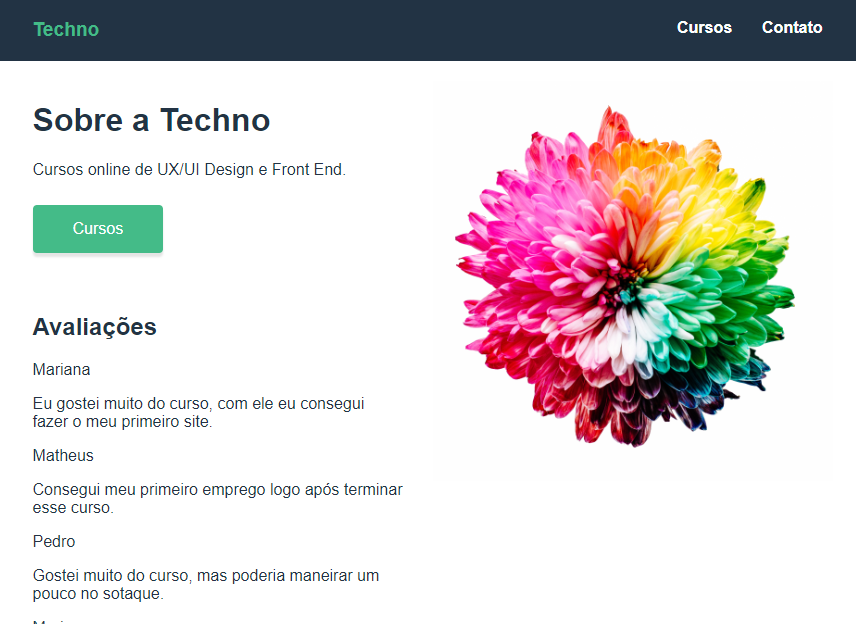 Techno
Cursos
Contato
Sobre a Techno
Cursos online de UX/UI Design e Front End.
Cursos
Avaliações
Mariana
Eu gostei muito do curso, com ele eu consegui
fazer o meu primeiro site.
Matheus
Consegui meu primeiro emprego logo após terminar
esse curso.
Pedro
Gostei muito do curso, mas poderia maneirar um
pouco no sotaque.